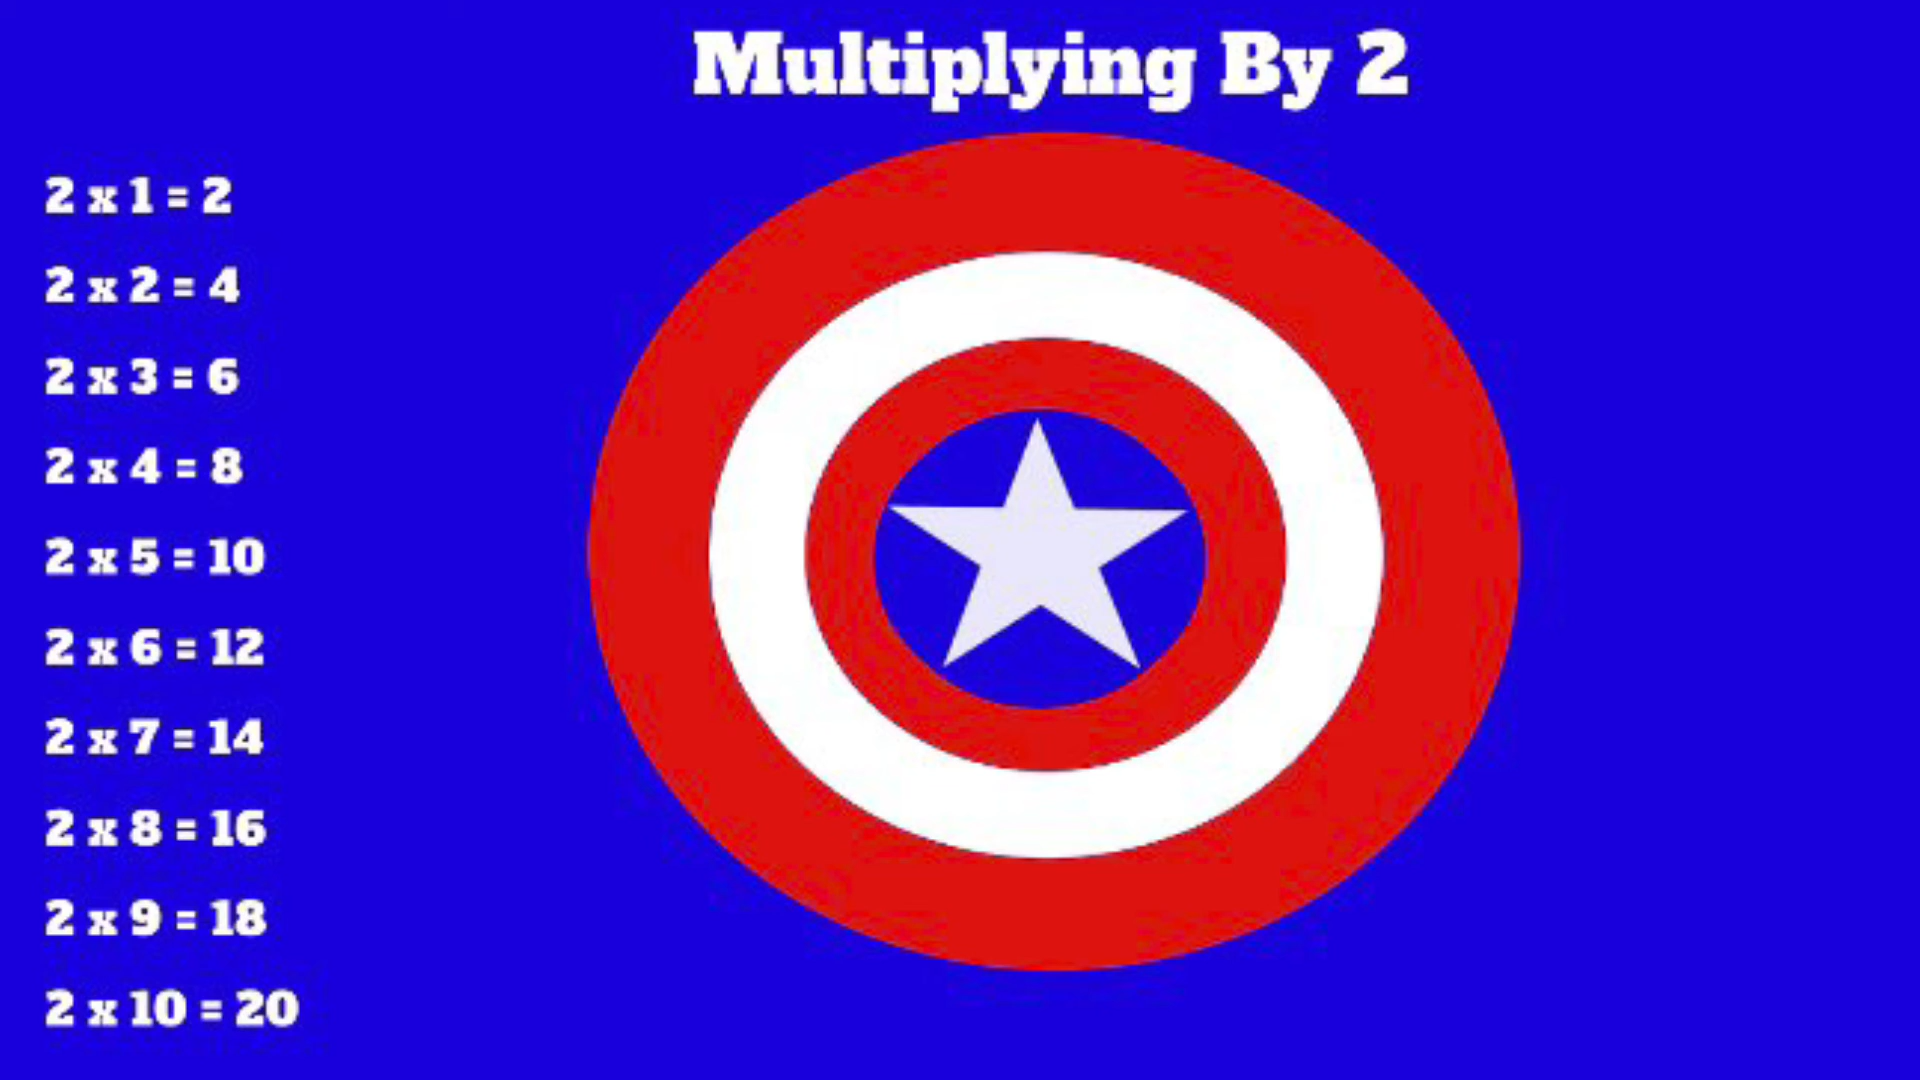 Multiplying By 2
2 x 1 = 2
2 x 2 = 4
2 x 3 = 6
2 x 4 = 8
2 x 5 = 10
2 x 6 = 12
2 x 7 = 14
2 x 8 = 16
2 x 9 = 18
2 x 10 = 20